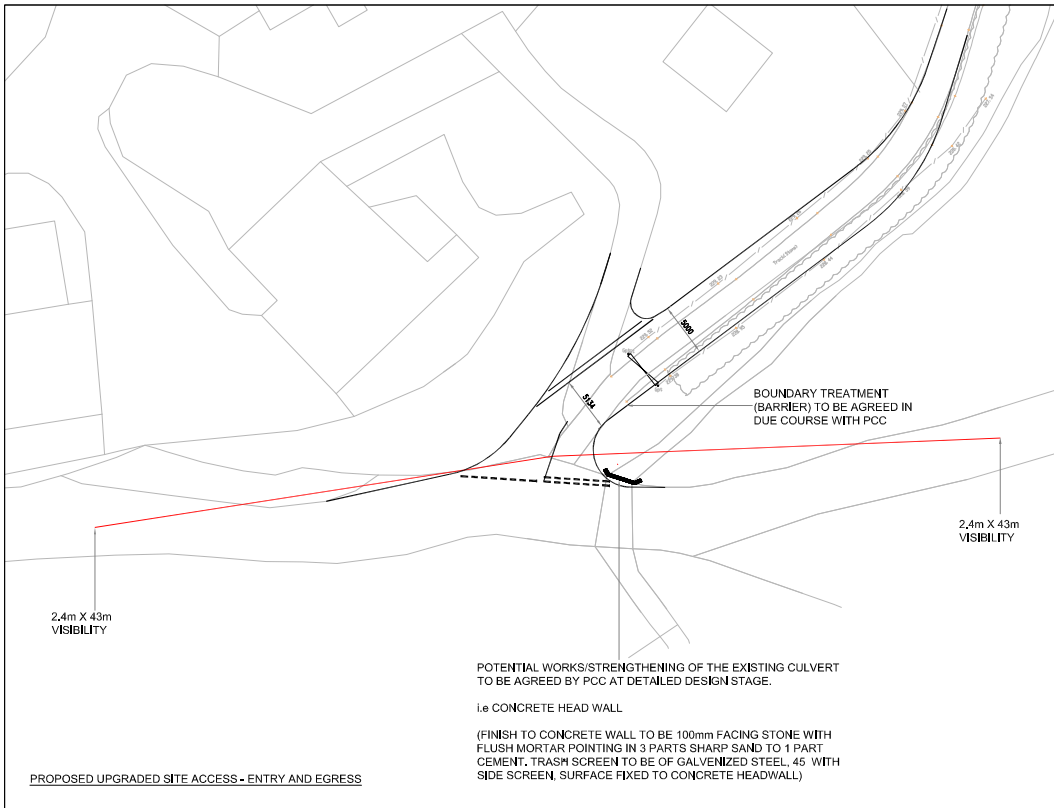 5000
5134
BOUNDARY TREATMENT
(BARRIER) TO BE AGREED IN
DUE COURSE WITH PCC
2.4m X 43m
VISIBILITY
2.4m X 43m
VISIBILITY
POTENTIAL WORKS/STRENGTHENING OF THE EXISTING CULVERT
TO BE AGREED BY PCC AT DETAILED DESIGN STAGE.
i.e CONCRETE HEAD WALL
(FINISH TO CONCRETE WALL TO BE 100mm FACING STONE WITH
FLUSH MORTAR POINTING IN 3 PARTS SHARP SAND TO 1 PART
CEMENT. TRASH SCREEN TO BE OF GALVANIZED STEEL, 45 WITH
SIDE SCREEN, SURFACE FIXED TO CONCRETE HEADWALL)
PROPOSED UPGRADED SITE ACCESS - ENTRY AND EGRESS